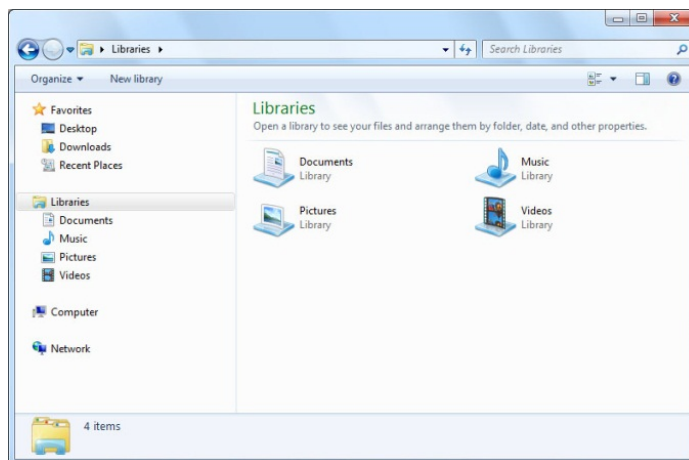 Libraries
Search Libraries
Organize
New library
Favorites
Desktop
Downloads
Recent Places
Libraries
Documents
Music
Pictures
Videos
Computer
Network
Libraries
Open a library to see your files and arrange them by folder, date, and other properties.
Documents
Library
Music
Library
Pictures
Library
Videos
Library
4 items